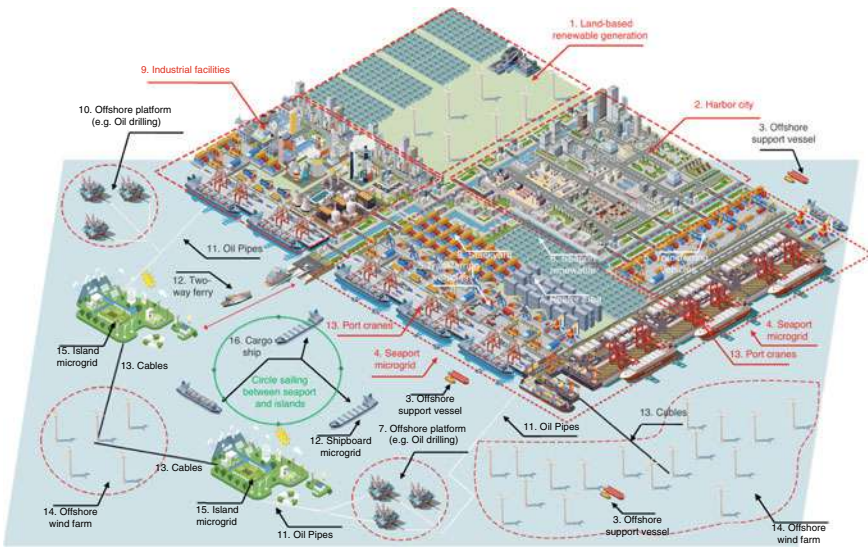 1. Land-based
renewable generation
9. Industrial facilities
10. Offshore platform
(e.g. Oil drilling)
2. Harbor city
3. Offshore
support vessel
11. Oil Pipes
12. Two-
way ferry
13. Port cranes
4. Seaport
microgrid
4. Seaport
microgrid
13. Port cranes
15. Island
microgrid
16. Cargo
ship
13. Cables
Circle sailing
between seaport
and islands
3. Offshore
support vessel
12. Shipboard
microgrid
7. Offshore platform
(e.g. Oil drilling)
11. Oil Pipes
13. Cables
13. Cables
14. Offshore
wind farm
15. Island
microgrid
11. Oil Pipes
3. Offshore
support vessel
14. Offshore
wind farm